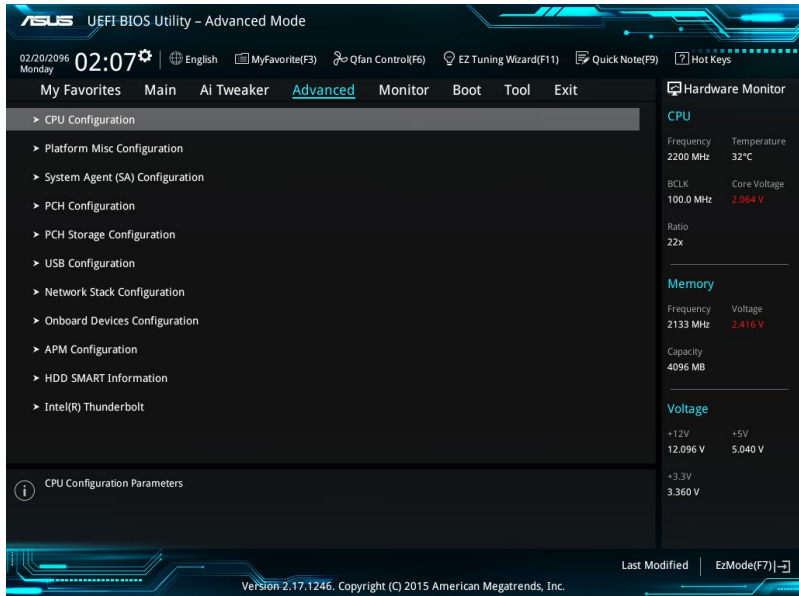 ASUS UEFI BIOS Utility – Advanced Mode
02/20/2096
Monday
02:07
English
MyFavorite(F3)
Qfan Control(F6)
EZ Tuning Wizard(F11)
Quick Note(F9)
? Hot Keys
My Favorites Main Ai Tweaker Advanced Monitor Boot Tool Exit
> CPU Configuration
> Platform Misc Configuration
> System Agent (SA) Configuration
> PCH Configuration
> PCH Storage Configuration
> USB Configuration
> Network Stack Configuration
> Onboard Devices Configuration
> APM Configuration
> HDD SMART Information
> Intel(R) Thunderbolt
i CPU Configuration Parameters
Hardware Monitor
CPU
Frequency Temperature
2200 MHz 32°C
BCLK Core Voltage
100.0 MHz 2.064 V
Ratio
22x
Memory
Frequency Voltage
2133 MHz 2.416 V
Capacity
4096 MB
Voltage
+12V +5V
12.096 V 5.040 V
+3.3V
3.360 V
Last Modified EzMode(F7)
Version 2.17.1246. Copyright (C) 2015 American Megatrends, Inc.